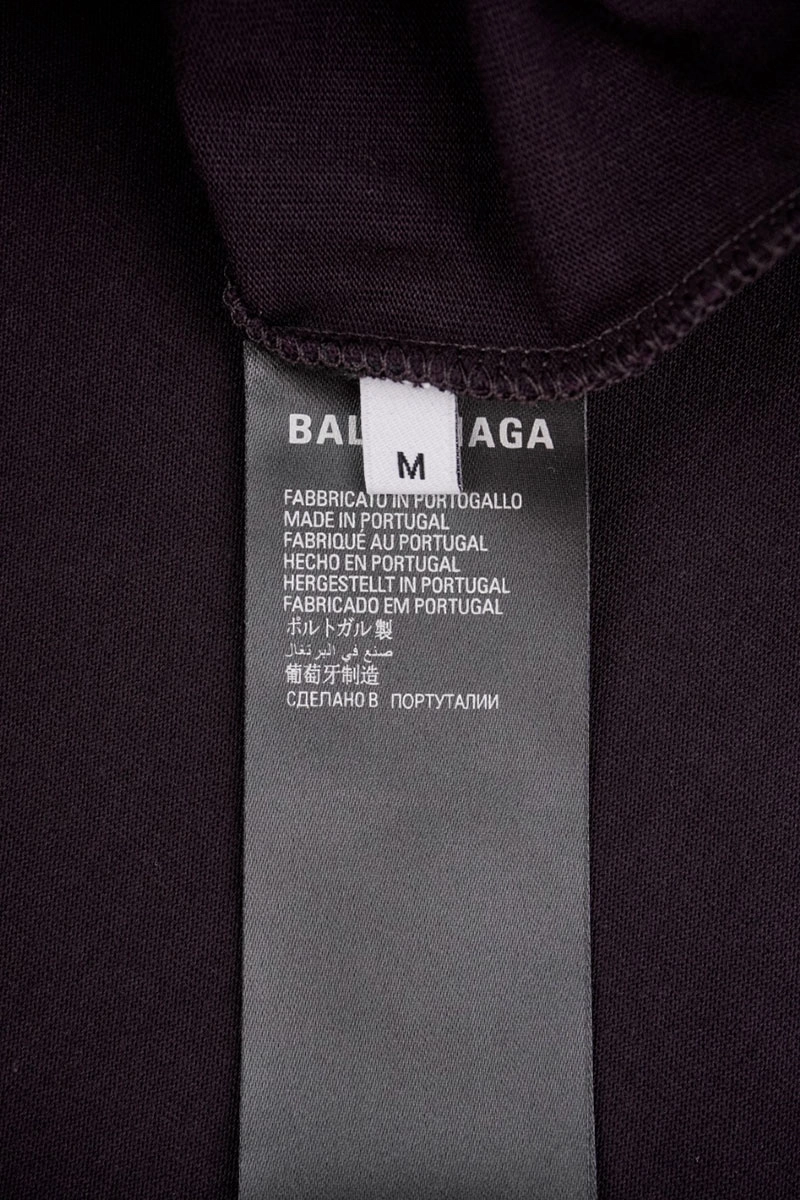 BAL NAGA
M
FABBRICATO IN PORTOGALLO
MADE IN PORTUGAL
FABRIQUÉ AU PORTUGAL
HECHO EN PORTUGAL
HERGESTELLT IN PORTUGAL
FABRICADO EM PORTUGAL
ポルトガル製
صنع في البرتغال
葡萄牙制造
СДЕЛАНО В ПОРТУТАЛИИ